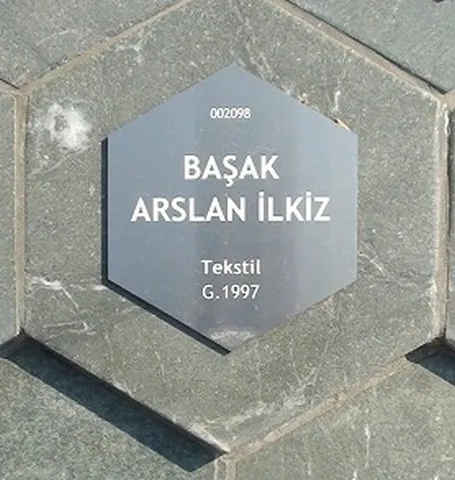 002098
BAŞAK
ARSLAN İLKİZ
Tekstil
G.1997